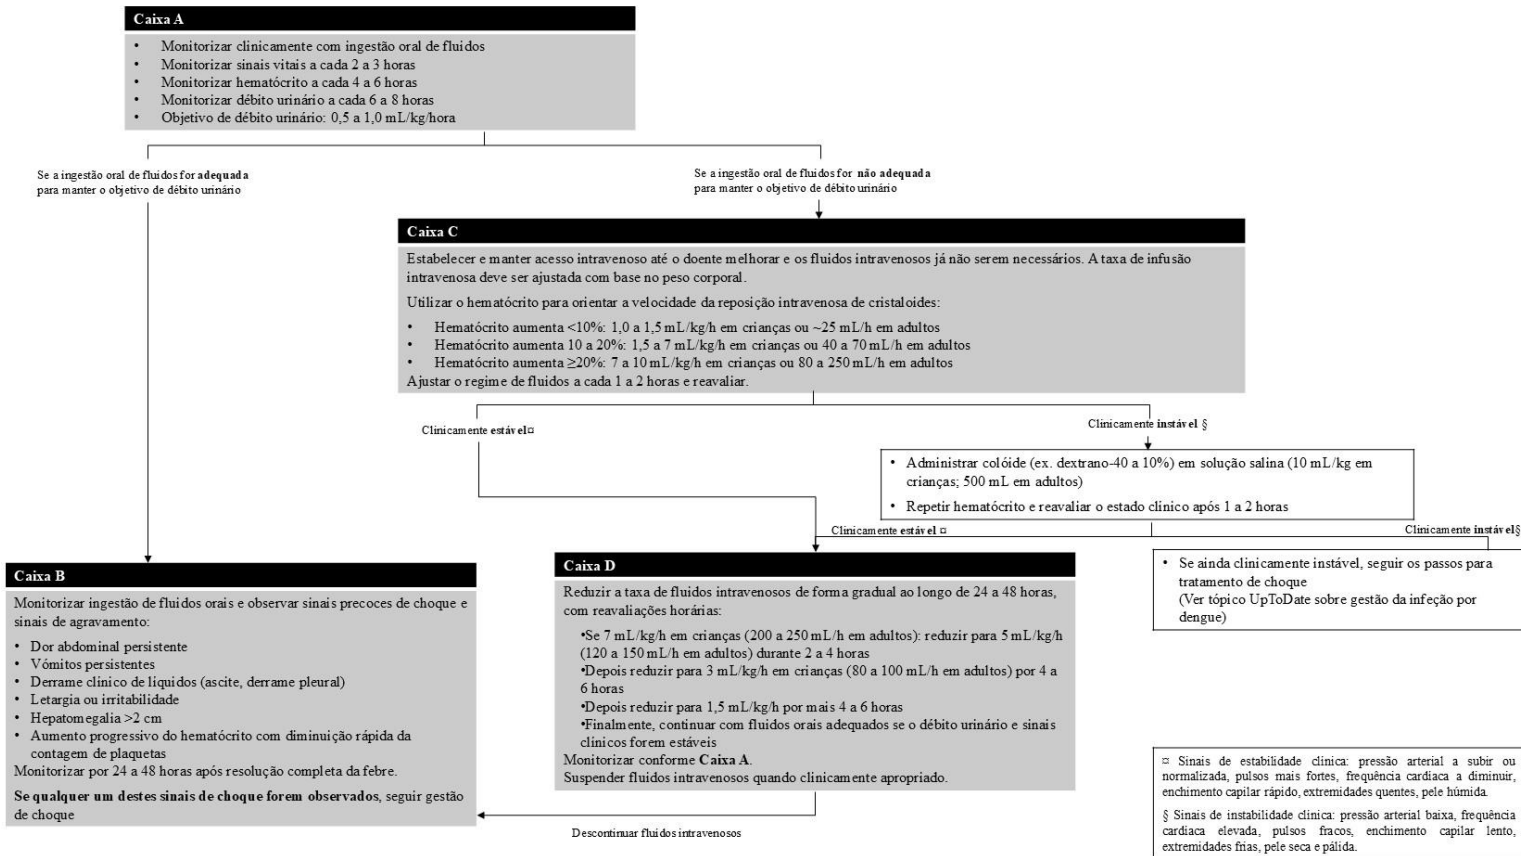 Caixa A
• Monitorizar clinicamente com ingestão oral de fluidos
• Monitorizar sinais vitais a cada 2 a 3 horas
• Monitorizar hematócrito a cada 4 a 6 horas
• Monitorizar débito urinário a cada 6 a 8 horas
• Objetivo de débito urinário: 0,5 a 1,0 mL/kg/hora
Se a ingestão oral de fluidos for adequada
para manter o objetivo de débito urinário
Se a ingestão oral de fluidos for não adequada
para manter o objetivo de débito urinário
Caixa C
Estabelecer e manter acesso intravenoso até o doente melhorar e os fluidos intravenosos já não serem necessários. A taxa de infusão
intravenosa deve ser ajustada com base no peso corporal.
Utilizar o hematócrito para orientar a velocidade da reposição intravenosa de cristaloides:
• Hematócrito aumenta <10%: 1,0 a 1,5 mL/kg/h em crianças ou ~25 mL/h em adultos
• Hematócrito aumenta 10 a 20%: 1,5 a 7 mL/kg/h em crianças ou 40 a 70 mL/h em adultos
• Hematócrito aumenta ≥20%: 7 a 10 mL/kg/h em crianças ou 80 a 250 mL/h em adultos
Ajustar o regime de fluidos a cada 1 a 2 horas e reavaliar.
Clinicamente estável¤
Clinicamente instável §
• Administrar colóide (ex. dextrano-40 a 10%) em solução salina (10 mL/kg em
crianças; 500 mL em adultos)
• Repetir hematócrito e reavaliar o estado clínico após 1 a 2 horas
Clinicamente estável ¤
Clinicamente instável§
Caixa B
Monitorizar ingestão de fluidos orais e observar sinais precoces de choque e
sinais de agravamento:
• Dor abdominal persistente
• Vómitos persistentes
• Derrame clínico de líquidos (ascite, derrame pleural)
• Letargia ou irritabilidade
• Hepatomegalia >2 cm
• Aumento progressivo do hematócrito com diminuição rápida da
contagem de plaquetas
Monitorizar por 24 a 48 horas após resolução completa da febre.
Se qualquer um destes sinais de choque forem observados, seguir gestão
de choque
Caixa D
Reduzir a taxa de fluidos intravenosos de forma gradual ao longo de 24 a 48 horas,
com reavaliações horárias:
•Se 7 mL/kg/h em crianças (200 a 250 mL/h em adultos): reduzir para 5 mL/kg/h
(120 a 150 mL/h em adultos) durante 2 a 4 horas
•Depois reduzir para 3 mL/kg/h em crianças (80 a 100 mL/h em adultos) por 4 a
6 horas
•Depois reduzir para 1,5 mL/kg/h por mais 4 a 6 horas
•Finalmente, continuar com fluidos orais adequados se o débito urinário e sinais
clínicos forem estáveis
Monitorizar conforme Caixa A.
Suspender fluidos intravenosos quando clinicamente apropriado.
• Se ainda clinicamente instável, seguir os passos para
tratamento de choque
(Ver tópico UpToDate sobre gestão da infeção por
dengue)
Descontinuar fluidos intravenosos
¤ Sinais de estabilidade clínica: pressão arterial a subir ou
normalizada, pulsos mais fortes, frequência cardíaca a diminuir,
enchimento capilar rápido, extremidades quentes, pele húmida.
§ Sinais de instabilidade clínica: pressão arterial baixa, frequência
cardíaca elevada, pulsos fracos, enchimento capilar lento,
extremidades frias, pele seca e pálida.